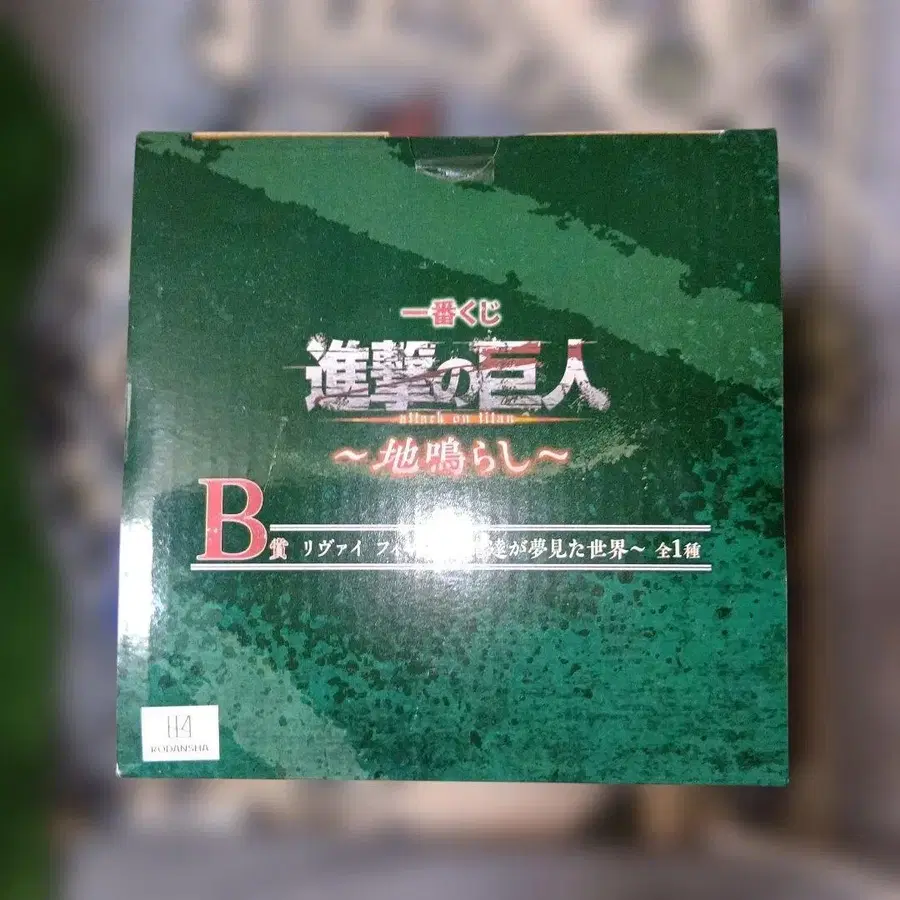 一番くじ
進撃の巨人
attack on titan
～地鳴らし～
B賞 リヴァイ フィ 達が夢見た世界～ 全1種
KODANSHA